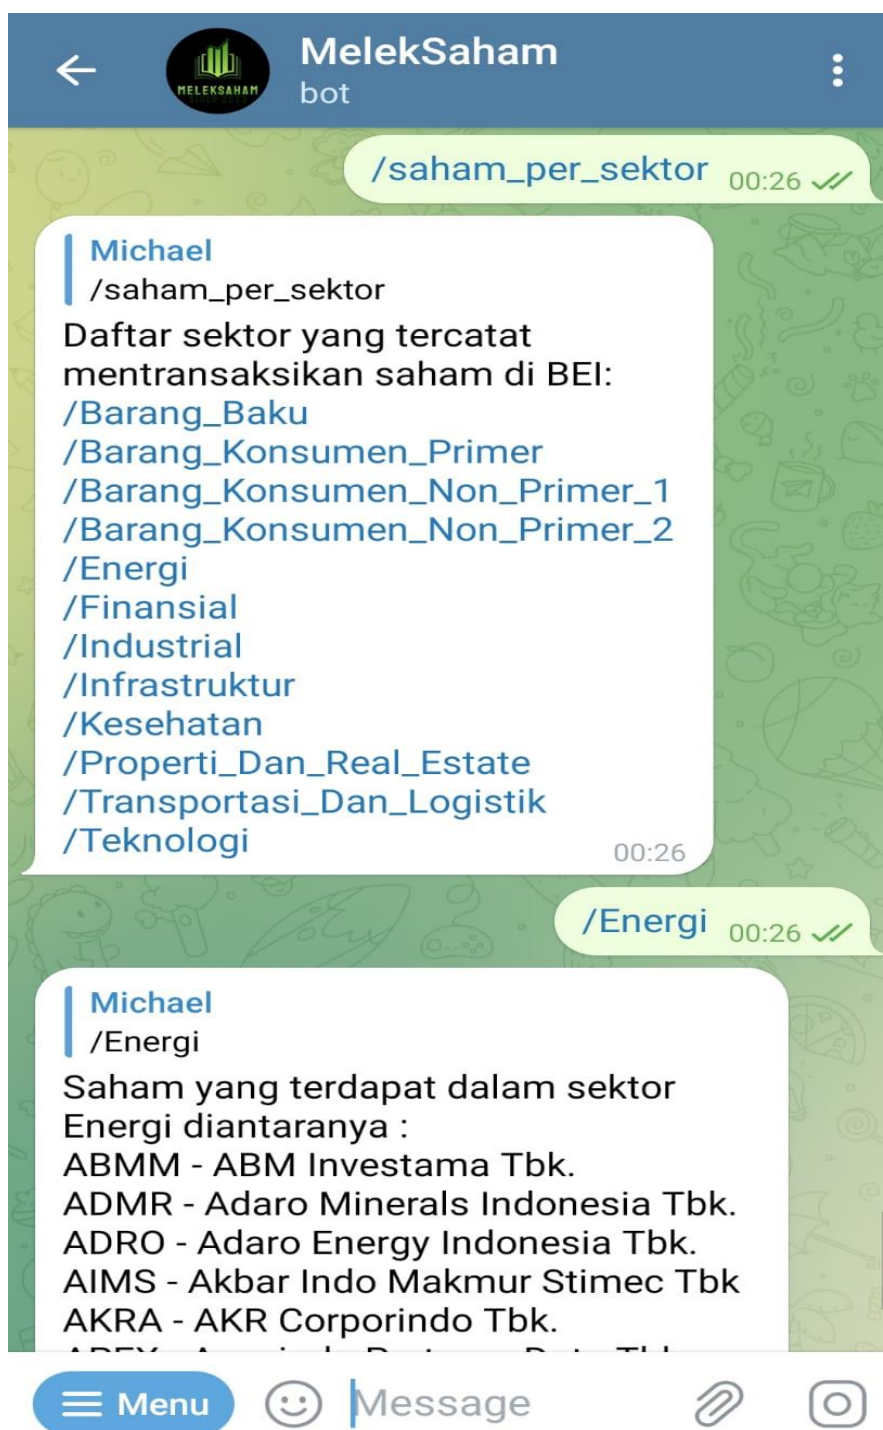 MelekSaham
MELEKSAHAM
bot
/saham_per_sektor 00:26
Michael
/saham_per_sektor
Daftar sektor yang tercatat
mentransaksikan saham di BEI:
/Barang_Baku
/Barang_Konsumen_Primer
/Barang_Konsumen_Non_Primer_1
/Barang_Konsumen_Non_Primer_2
/Energi
/Finansial
/Industrial
/Infrastruktur
/Kesehatan
/Properti_Dan_Real_Estate
/Transportasi_Dan_Logistik
/Teknologi
00:26
/Energi 00:26
Michael
/Energi
Saham yang terdapat dalam sektor
Energi diantaranya :
ABMM - ABM Investama Tbk.
ADMR - Adaro Minerals Indonesia Tbk.
ADRO - Adaro Energy Indonesia Tbk.
AIMS - Akbar Indo Makmur Stimec Tbk
AKRA - AKR Corporindo Tbk.
Menu
Message